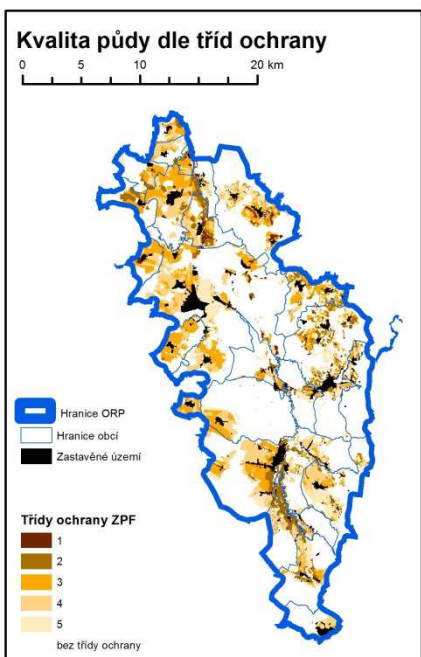 Kvalita půdy dle tříd ochrany
0 5 10 20 km
Hranice ORP
Hranice obcí
Zastavěné území
Třídy ochrany ZPF
1
2
3
4
5
bez třídy ochrany